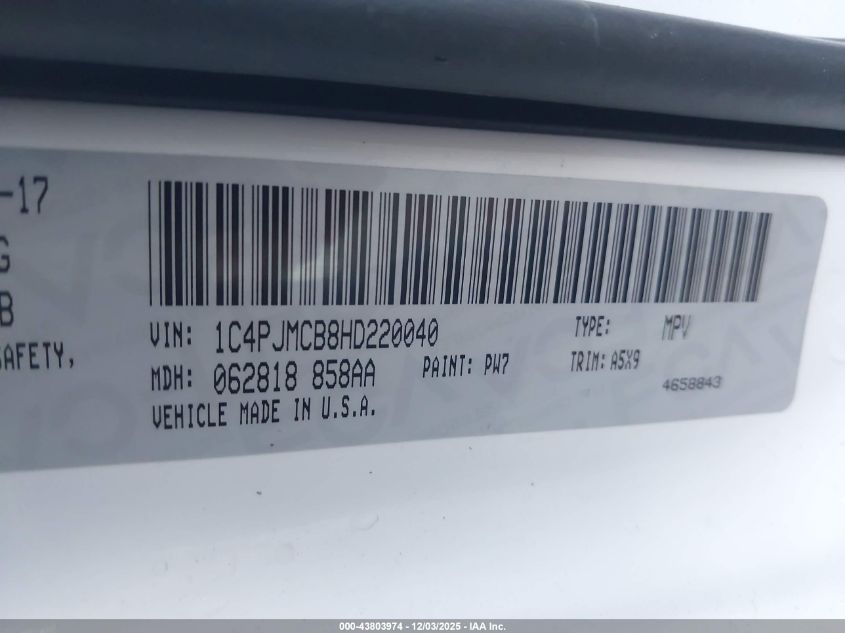 -17
G
B
SAFETY,
VIN: 1C4PJMCB8HD220040 TYPE: MPV
MDH: 062818 858AA PAINT: PW7 TRIM: A5X9
VEHICLE MADE IN U.S.A. 4658843
000-43803974 - 12/03/2025 - IAA Inc.